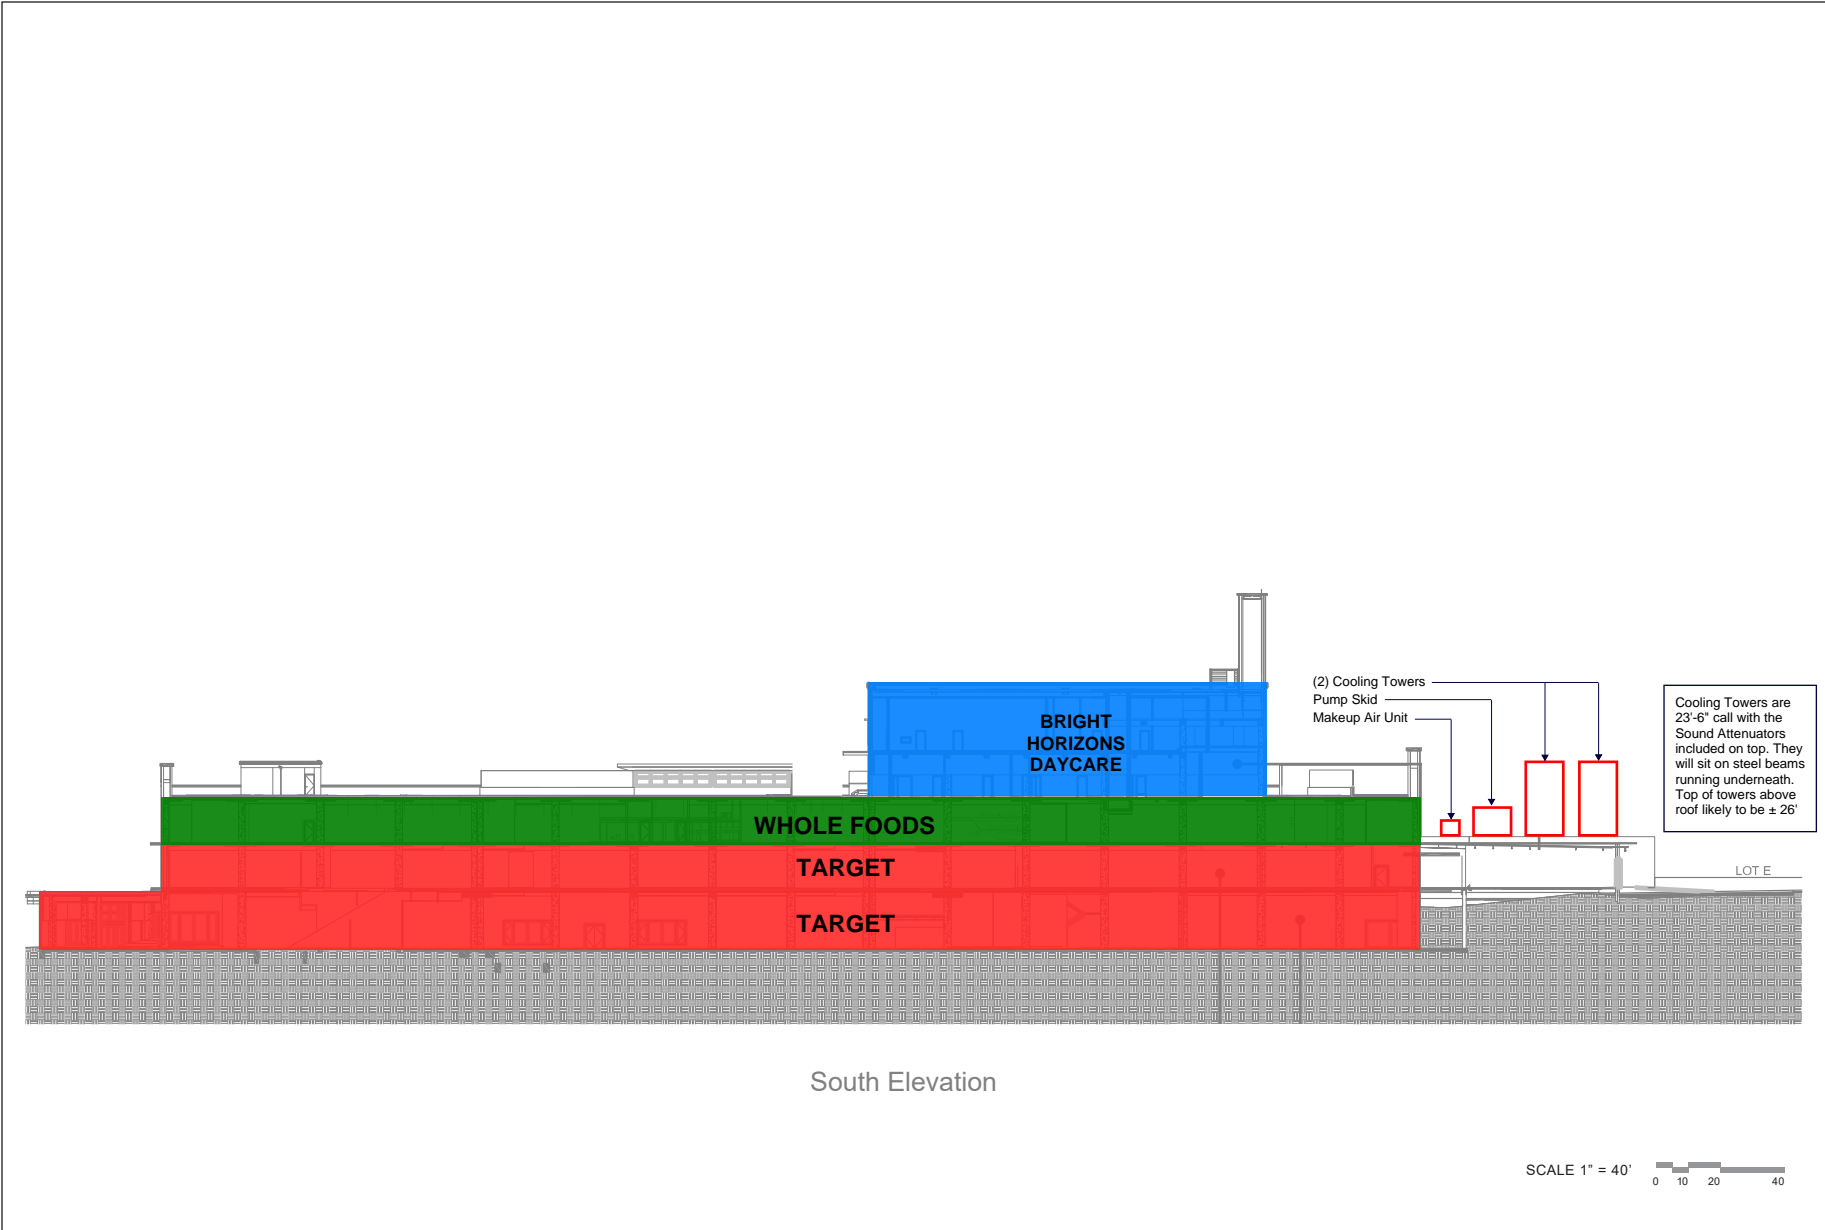 (2) Cooling Towers
Pump Skid
Makeup Air Unit
Cooling Towers are
23'-6" call with the
Sound Attenuators
included on top. They
will sit on steel beams
running underneath.
Top of towers above
roof likely to be ± 26'
BRIGHT
HORIZONS
DAYCARE
WHOLE FOODS
TARGET
LOT E
TARGET
South Elevation
SCALE 1" = 40'
0 10 20 40